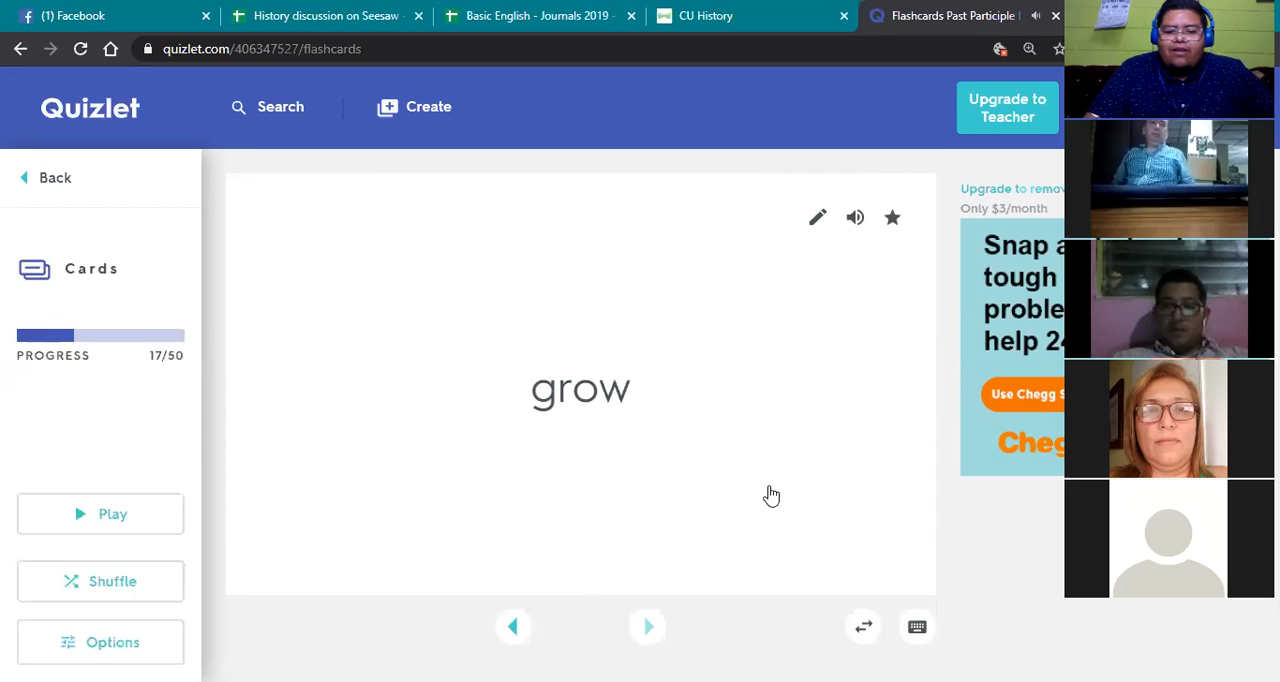 (1) Facebook
History discussion on Seesaw
Basic English - Journals 2019 -
CU History
Flashcards Past Participle
quizlet.com/406347527/flashcards
Quizlet
Search
Create
Upgrade to
Teacher
Back
Cards
PROGRESS 17/50
Play
Shuffle
Options
grow
Upgrade to remov
Only $3/month
Snap a
tough
proble
help 24
Use Chegg S
Cheg